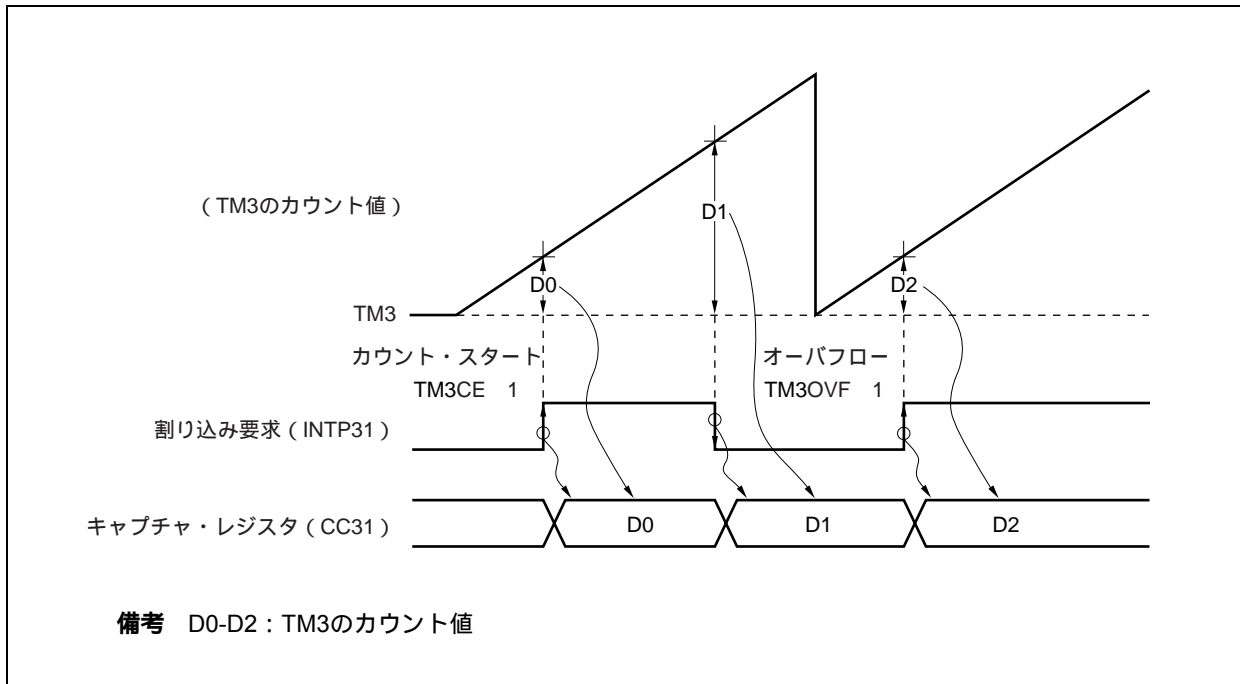 (TM3のカウント値)
D0
D1
D2
TM3
カウント・スタート
TM3CE 1
オーバフロー
TM3OVF 1
割り込み要求(INTP31)
キャプチャ・レジスタ(CC31)
D0
D1
D2
備考 D0-D2:TM3のカウント値